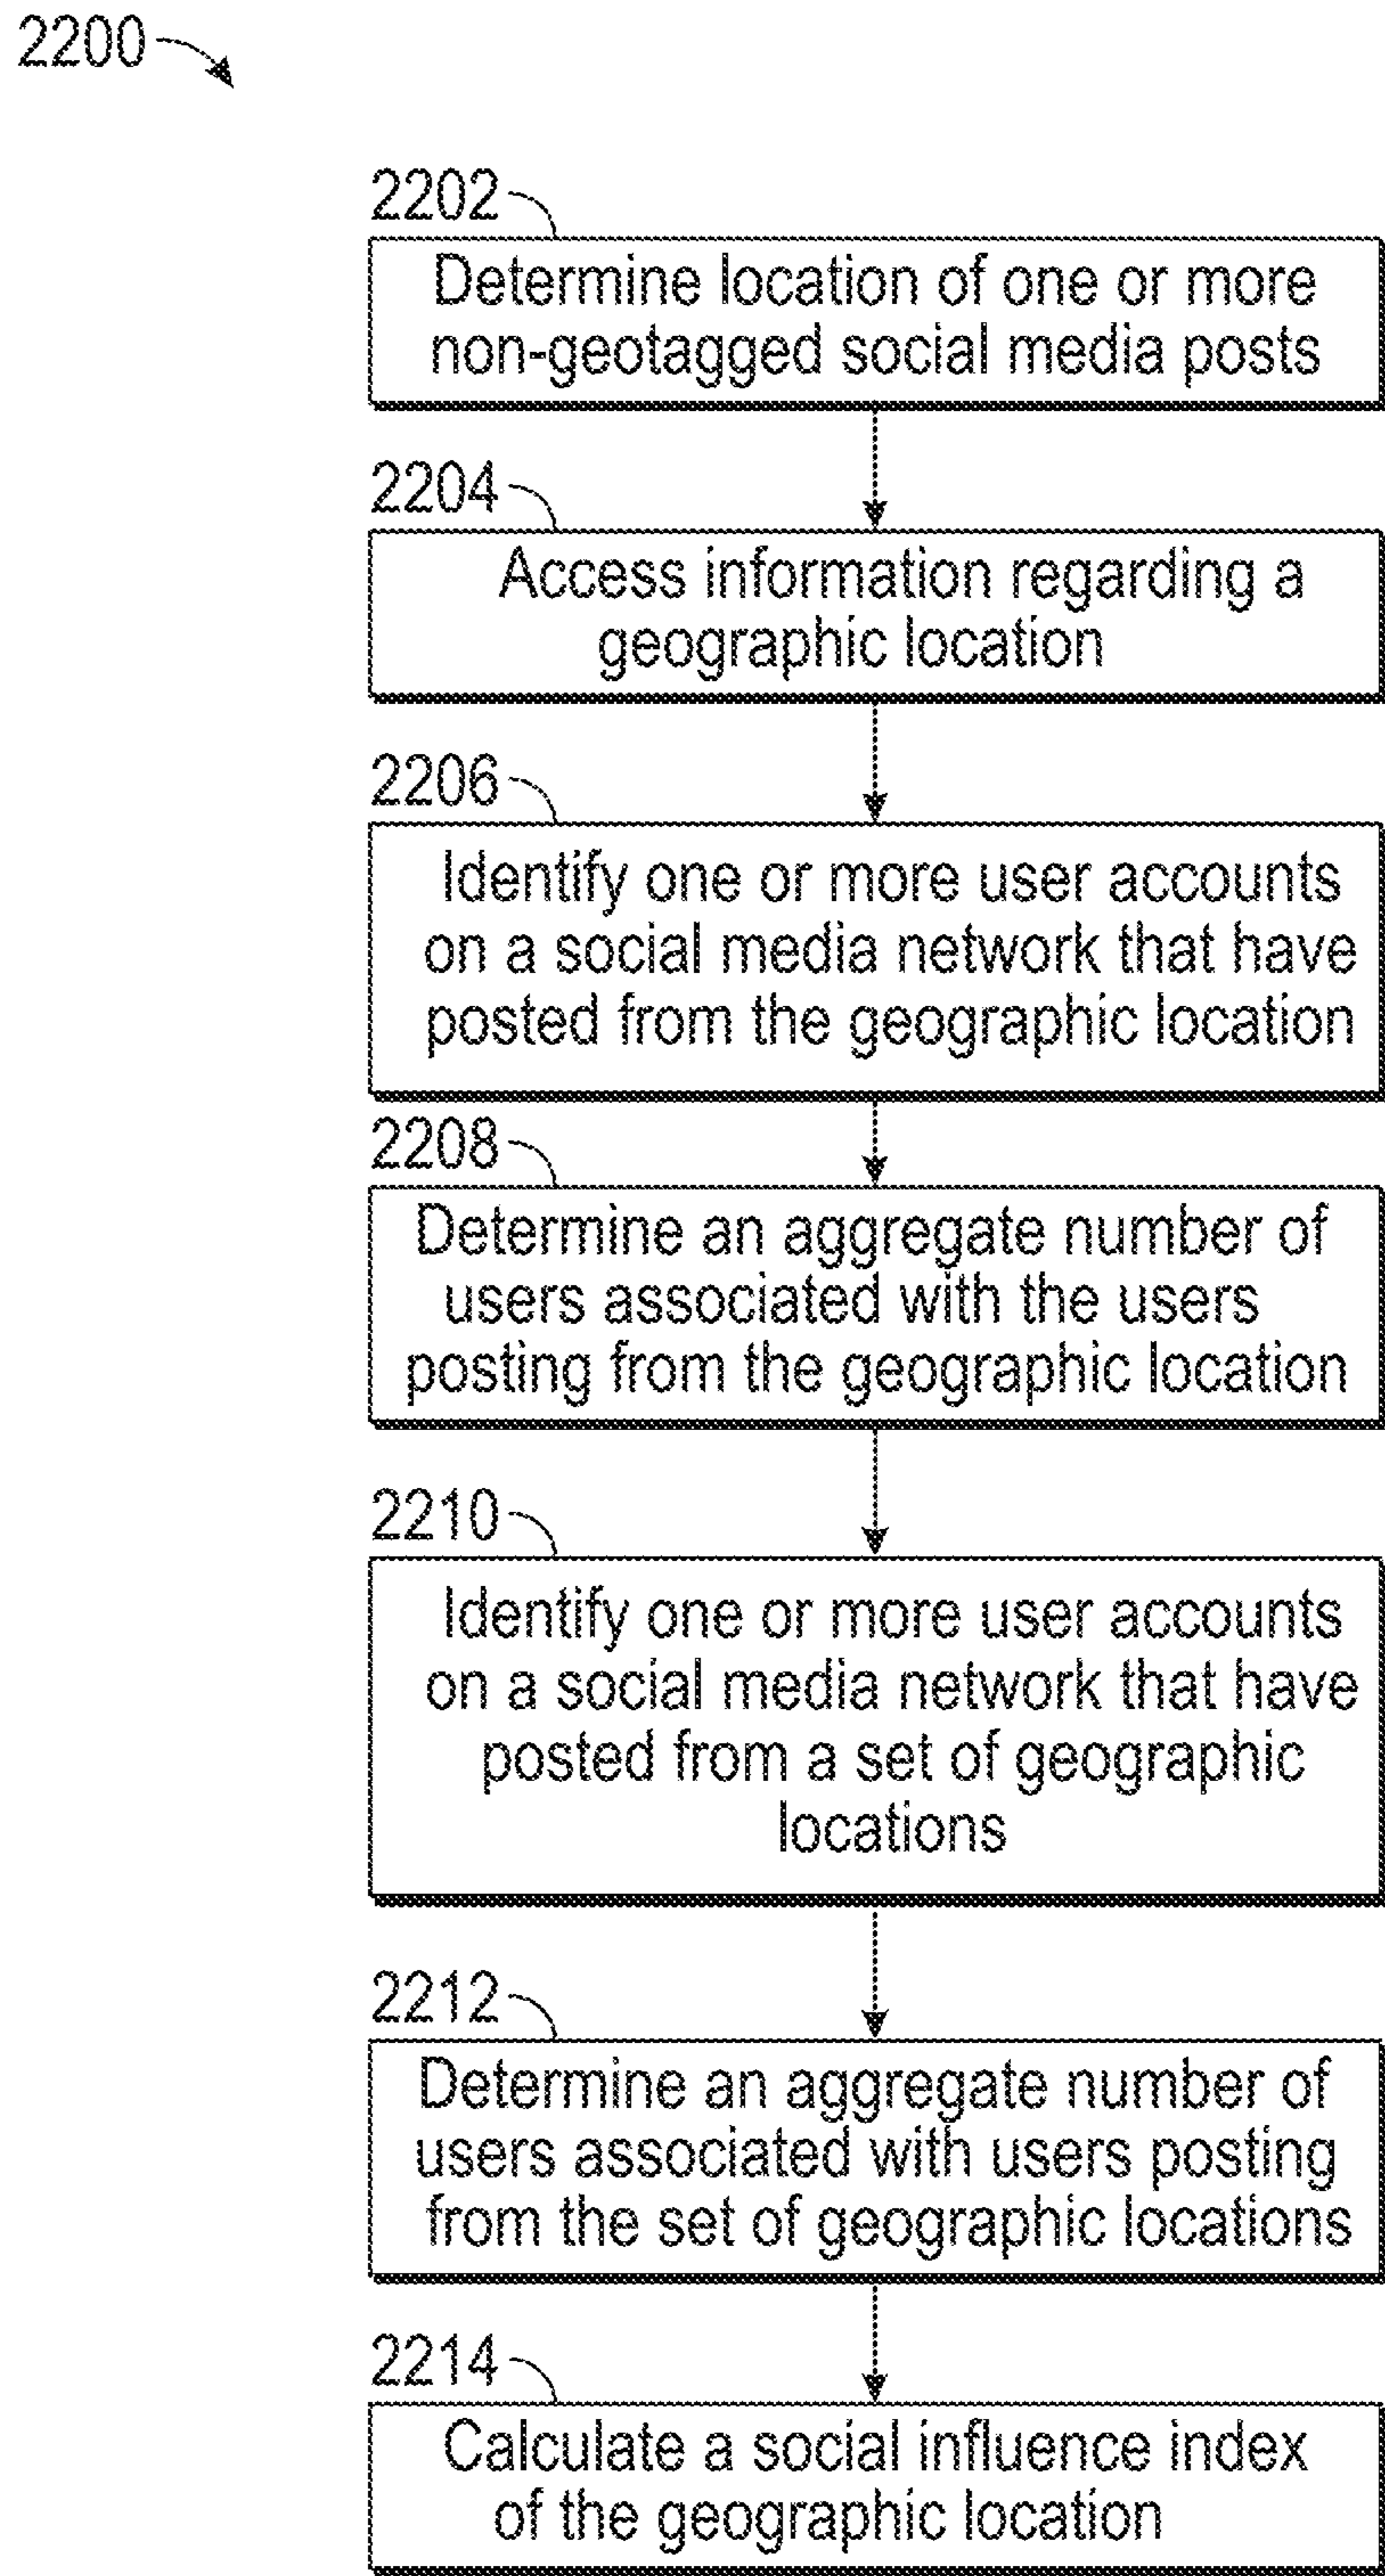 2200
2202
Determine location of one or more
non-geotagged social media posts
2204
Access information regarding a
geographic location
2206
Identify one or more user accounts
on a social media network that have
posted from the geographic location
2208
Determine an aggregate number of
users associated with the users
posting from the geographic location
2210
Identify one or more user accounts
on a social media network that have
posted from a set of geographic
locations
2212
Determine an aggregate number of
users associated with users posting
from the set of geographic locations
2214
Calculate a social influence index
of the geographic location